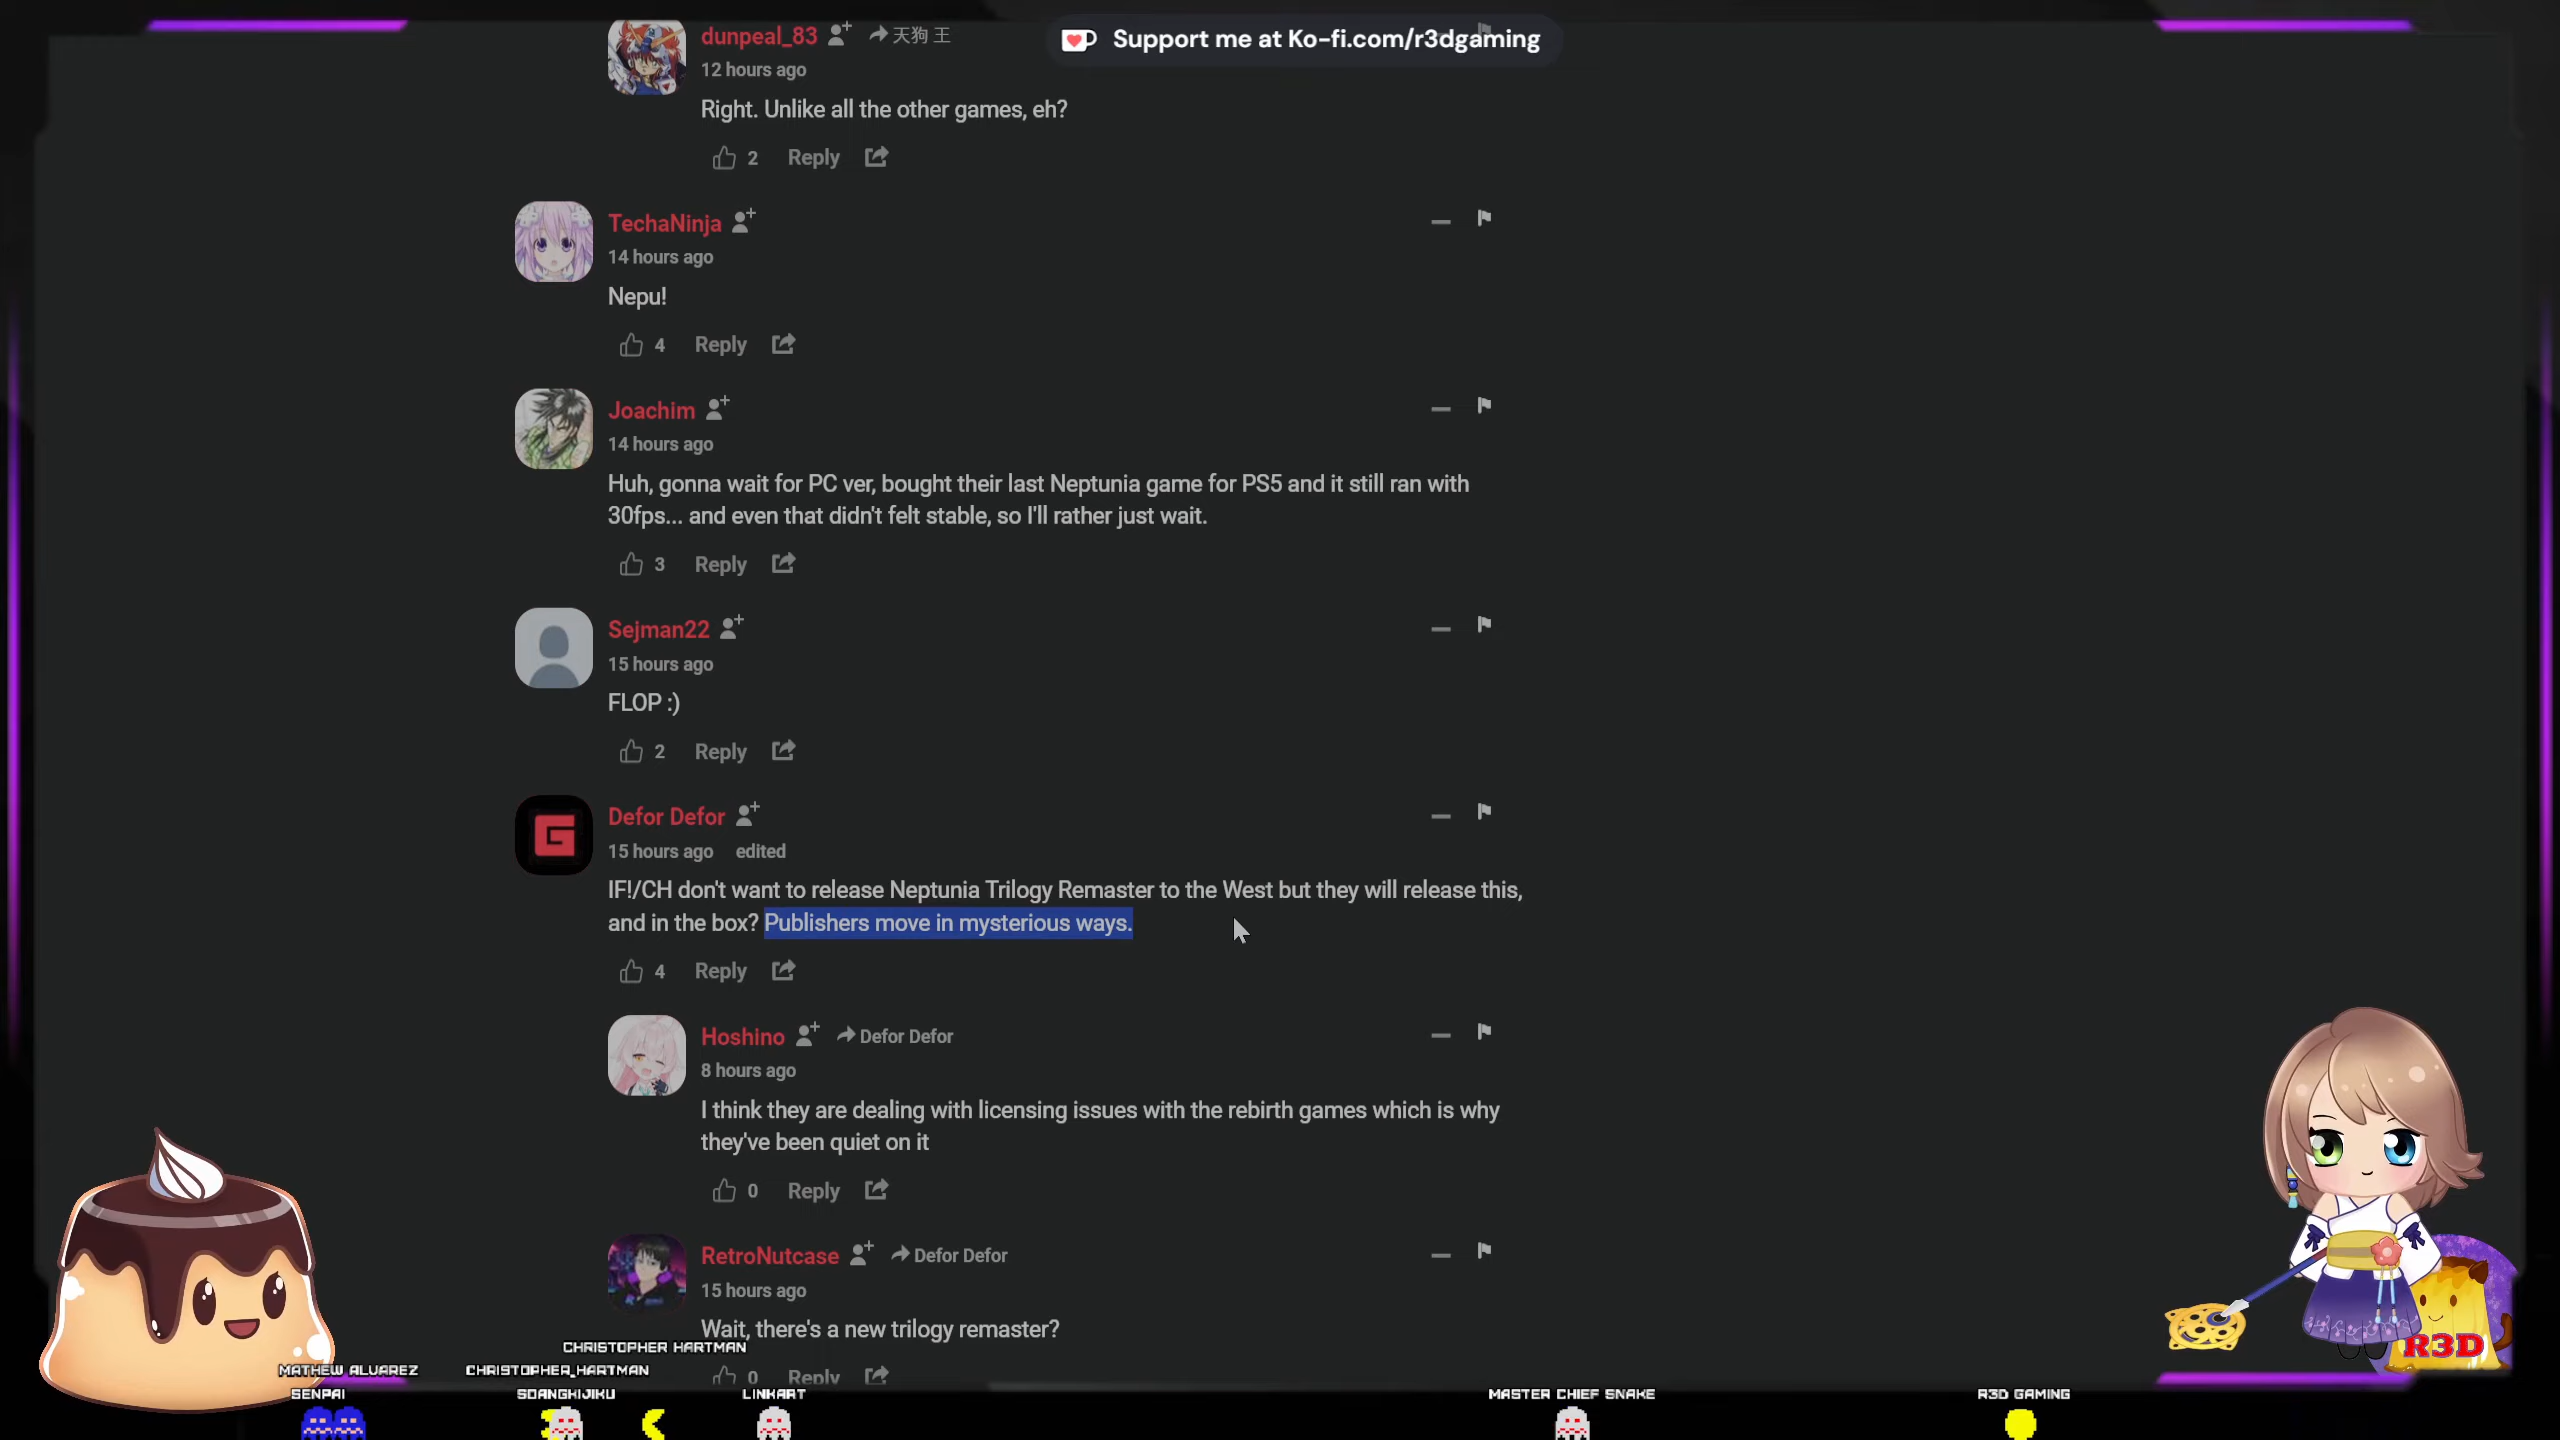 dunpeal_83 天狗 王
Support me at Ko-fi.com/r3dgaming
12 hours ago
Right. Unlike all the other games, eh?
2 Reply
TechaNinja
14 hours ago
Nepu!
4 Reply
Joachim
14 hours ago
Huh, gonna wait for PC ver, bought their last Neptunia game for PS5 and it still ran with
30fps... and even that didn't felt stable, so I'll rather just wait.
3 Reply
Sejman22
15 hours ago
FLOP :)
2 Reply
Defor Defor
15 hours ago edited
IF!/CH don't want to release Neptunia Trilogy Remaster to the West but they will release this,
and in the box? Publishers move in mysterious ways.
4 Reply
Hoshino Defor Defor
8 hours ago
I think they are dealing with licensing issues with the rebirth games which is why
they've been quiet on it
0 Reply
RetroNutcase Defor Defor
15 hours ago
Wait, there's a new trilogy remaster?
0 Reply
R3D
CHRISTOPHER HARTMAN
MATHEW ALVAREZ CHRISTOPHER_HARTMAN
SENPAI SOANGKIJIKU LINKART MASTER CHIEF SNAKE R3D GAMING